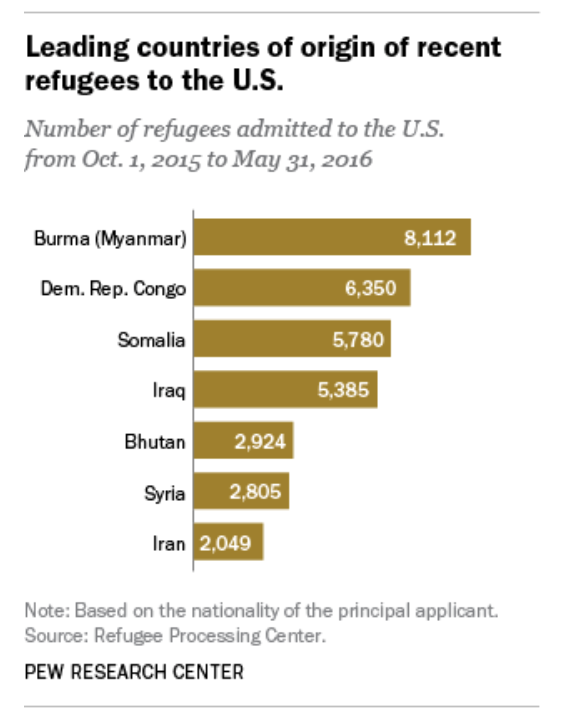 Leading countries of origin of recent
refugees to the U.S.
Number of refugees admitted to the U.S.
from Oct. 1, 2015 to May 31, 2016
Burma (Myanmar) 8,112
Dem. Rep. Congo 6,350
Somalia 5,780
Iraq 5,385
Bhutan 2,924
Syria 2,805
Iran 2,049
Note: Based on the nationality of the principal applicant.
Source: Refugee Processing Center.
PEW RESEARCH CENTER